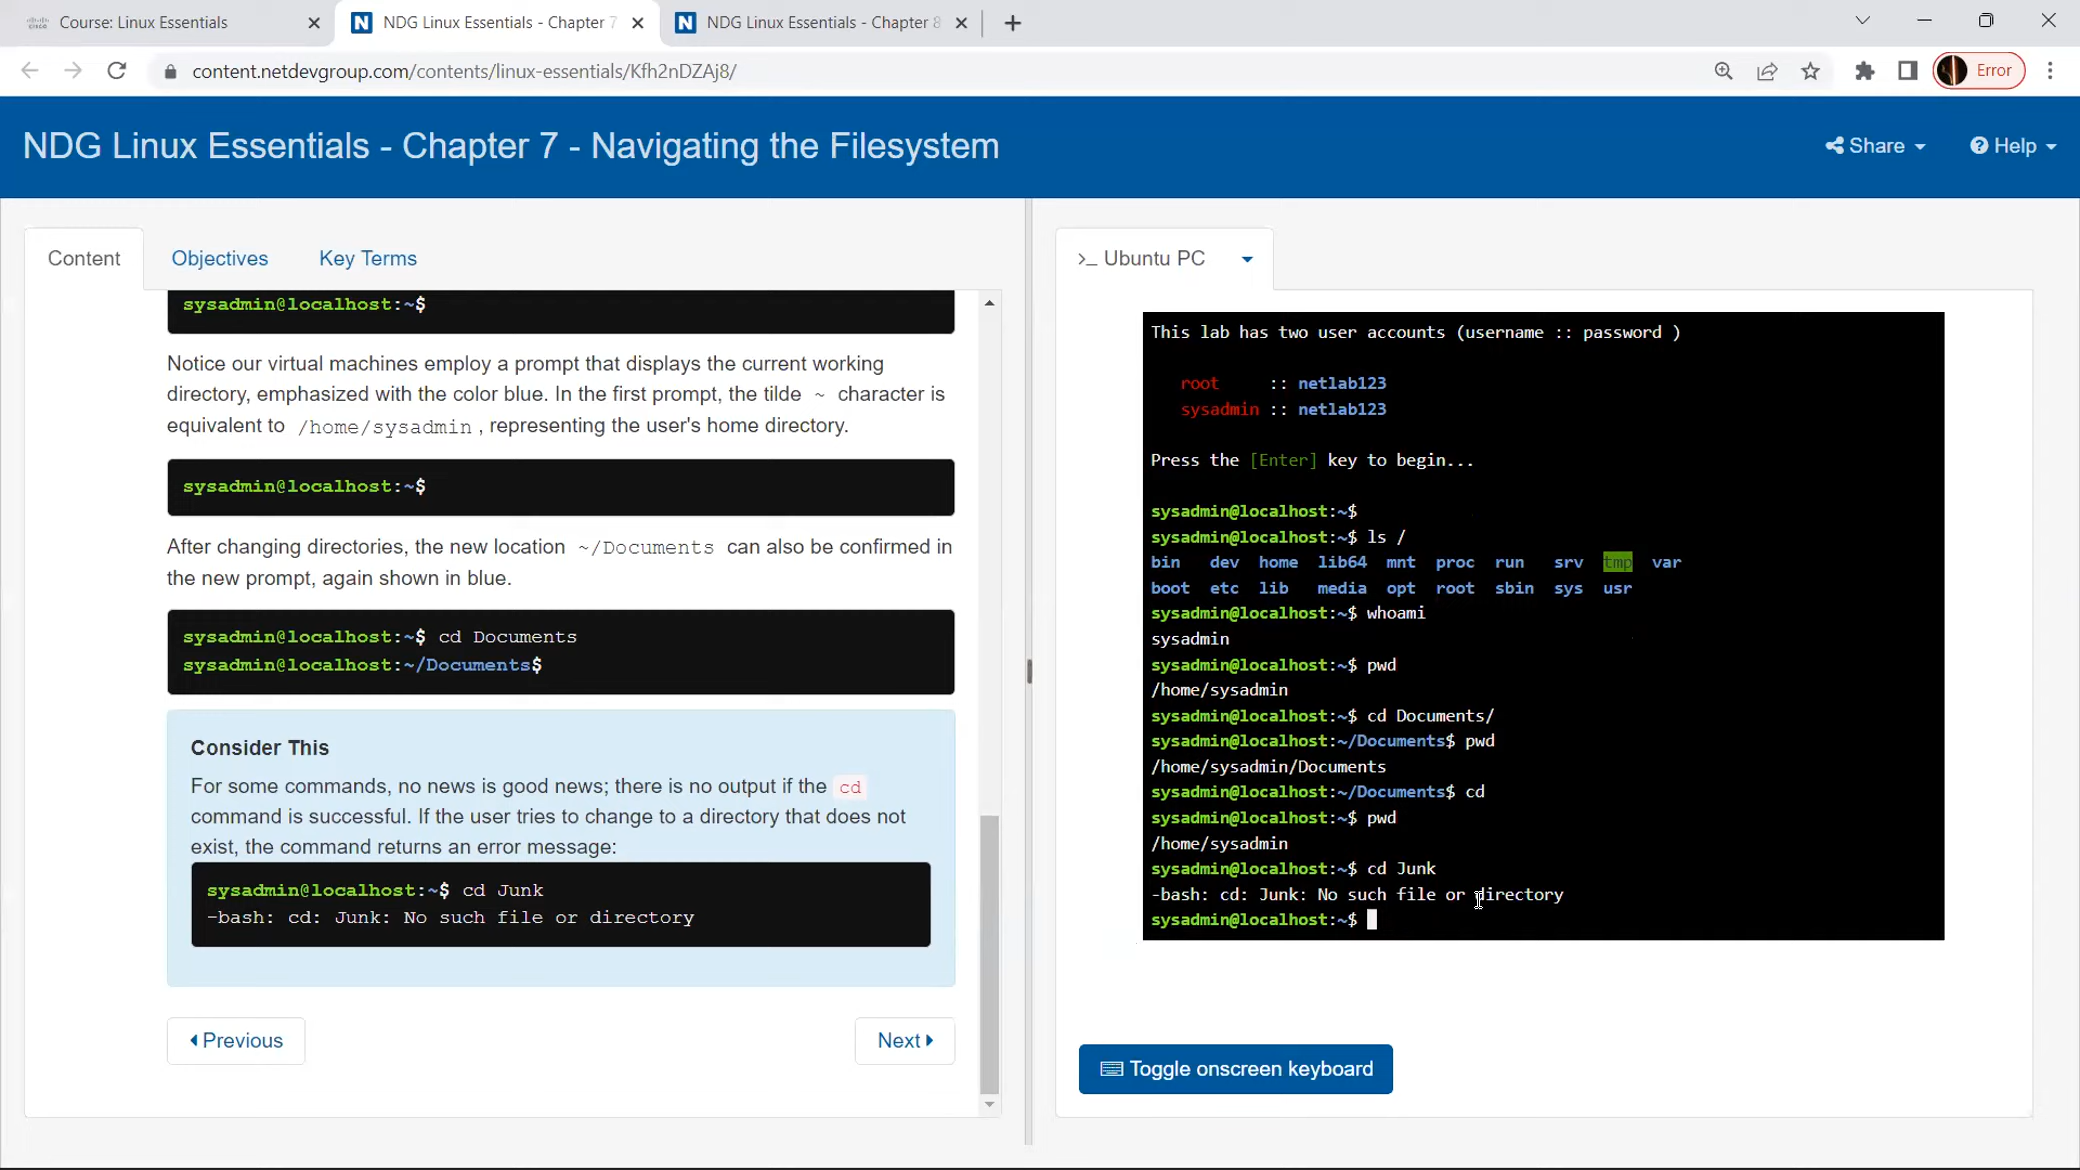 Course: Linux Essentials
NDG Linux Essentials - Chapter 7
NDG Linux Essentials - Chapter 8
content.netdevgroup.com/contents/linux-essentials/Kfh2nDZAj8/
Error
NDG Linux Essentials - Chapter 7 - Navigating the Filesystem
Share
Help
Content
Objectives
Key Terms
sysadmin@localhost:~$
Notice our virtual machines employ a prompt that displays the current working
directory, emphasized with the color blue. In the first prompt, the tilde ~ character is
equivalent to /home/sysadmin , representing the user's home directory.
sysadmin@localhost:~$
After changing directories, the new location ~/Documents can also be confirmed in
the new prompt, again shown in blue.
sysadmin@localhost:~$ cd Documents
sysadmin@localhost:~/Documents$
Consider This
For some commands, no news is good news; there is no output if the cd
command is successful. If the user tries to change to a directory that does not
exist, the command returns an error message:
sysadmin@localhost:~$ cd Junk
-bash: cd: Junk: No such file or directory
Previous
Next
>_ Ubuntu PC
This lab has two user accounts (username :: password )
root :: netlab123
sysadmin :: netlab123
Press the [Enter] key to begin...
sysadmin@localhost:~$
sysadmin@localhost:~$ ls /
bin dev home lib64 mnt proc run srv tmp var
boot etc lib media opt root sbin sys usr
sysadmin@localhost:~$ whoami
sysadmin
sysadmin@localhost:~$ pwd
/home/sysadmin
sysadmin@localhost:~$ cd Documents/
sysadmin@localhost:~/Documents$ pwd
/home/sysadmin/Documents
sysadmin@localhost:~/Documents$ cd
sysadmin@localhost:~$ pwd
/home/sysadmin
sysadmin@localhost:~$ cd Junk
-bash: cd: Junk: No such file or directory
sysadmin@localhost:~$
Toggle onscreen keyboard